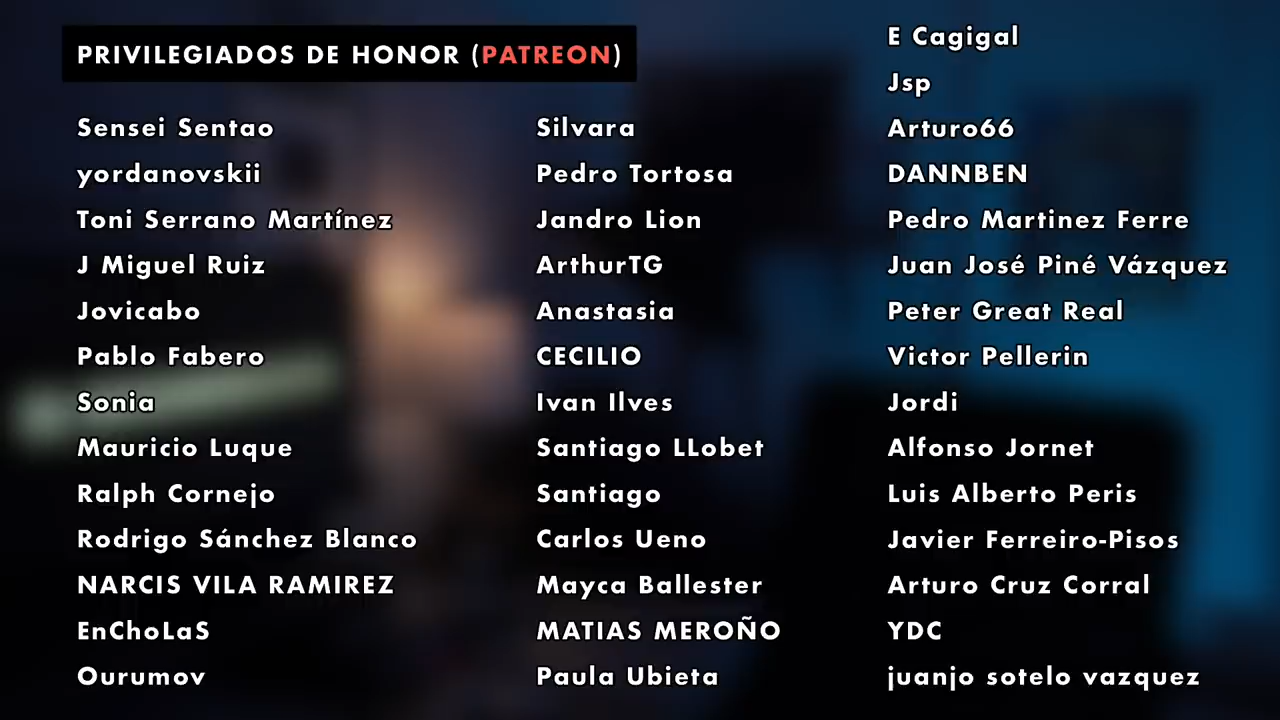 PRIVILEGIADOS DE HONOR (PATREON)
Sensei Sentao
yordanovskii
Toni Serrano Martínez
J Miguel Ruiz
Jovicabo
Pablo Fabero
Sonia
Mauricio Luque
Ralph Cornejo
Rodrigo Sánchez Blanco
NARCIS VILA RAMIREZ
EnChoLaS
Ourumov
Silvara
Pedro Tortosa
Jandro Lion
ArthurTG
Anastasia
CECILIO
Ivan Ilves
Santiago LLobet
Santiago
Carlos Ueno
Mayca Ballester
MATIAS MEROÑO
Paula Ubieta
E Cagigal
Jsp
Arturo66
DANNBEN
Pedro Martinez Ferre
Juan José Piné Vázquez
Peter Great Real
Victor Pellerin
Jordi
Alfonso Jornet
Luis Alberto Peris
Javier Ferreiro-Pisos
Arturo Cruz Corral
YDC
juanjo sotelo vazquez